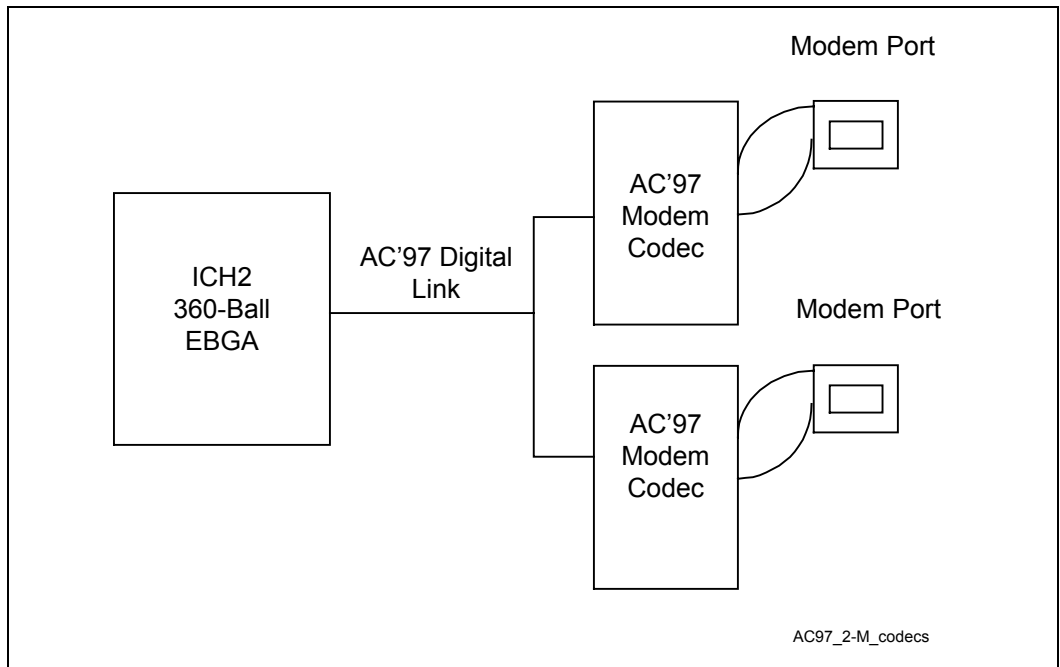 Modem Port
AC’97
Modem
Codec
ICH2
360-Ball
EBGA
AC’97 Digital
Link
Modem Port
AC’97
Modem
Codec
AC97_2-M_codecs